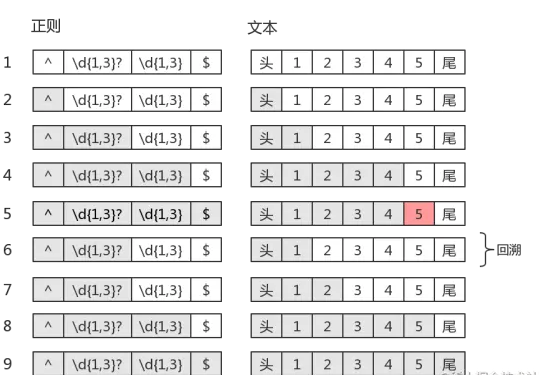 正则 文本
1 ^ \d{1,3}? \d{1,3} $ 头 1 2 3 4 5 尾
2 ^ \d{1,3}? \d{1,3} $ 头 1 2 3 4 5 尾
3 ^ \d{1,3}? \d{1,3} $ 头 1 2 3 4 5 尾
4 ^ \d{1,3}? \d{1,3} $ 头 1 2 3 4 5 尾
5 ^ \d{1,3}? \d{1,3} $ 头 1 2 3 4 5 尾
6 ^ \d{1,3}? \d{1,3} $ 头 1 2 3 4 5 尾 回溯
7 ^ \d{1,3}? \d{1,3} $ 头 1 2 3 4 5 尾
8 ^ \d{1,3}? \d{1,3} $ 头 1 2 3 4 5 尾
9 ^ \d{1,3}? \d{1,3} $ 头 1 2 3 4 5 尾